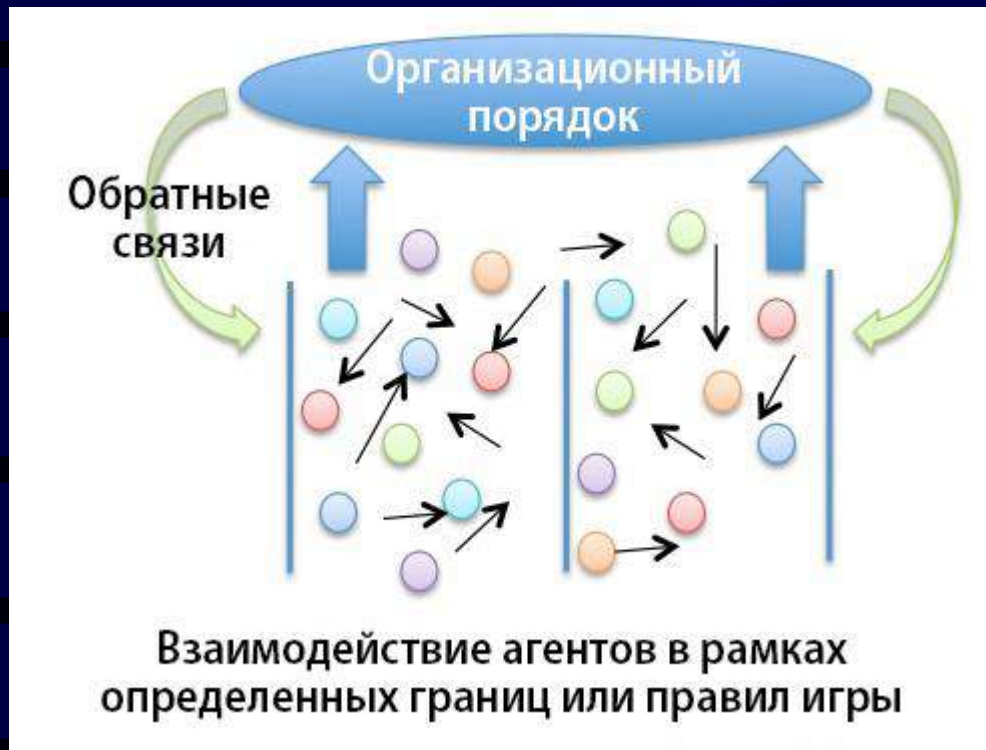 Организационный
порядок
Обратные
связи
Взаимодействие агентов в рамках
определенных границ или правил игры